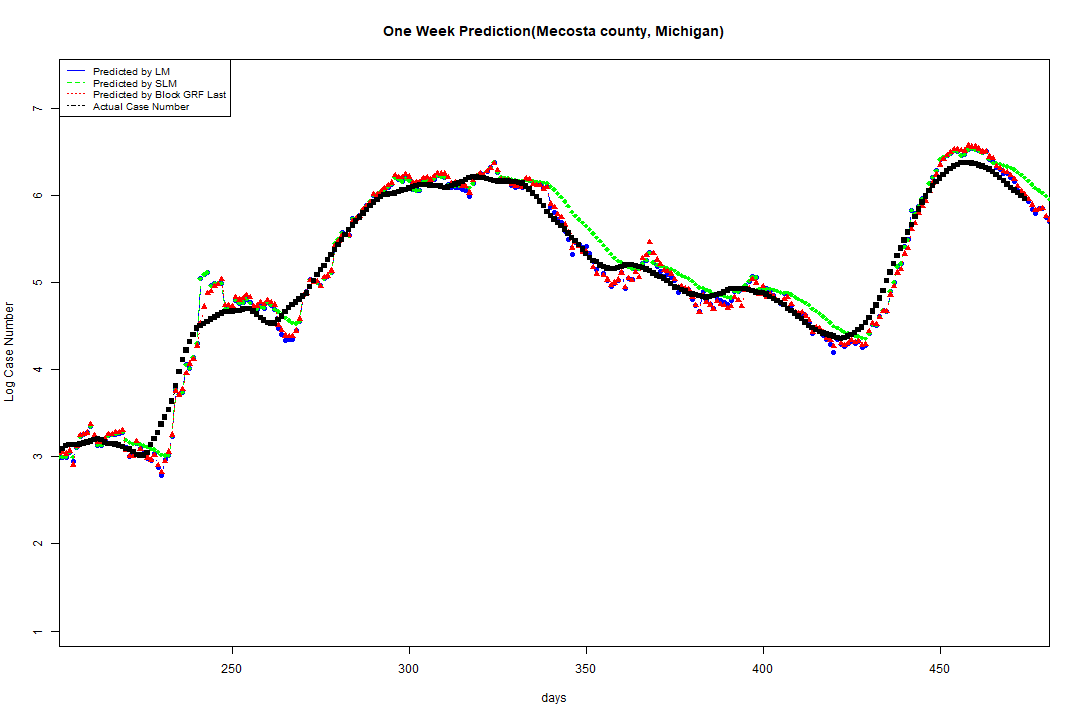 One Week Prediction(Mecosta county, Michigan)
Predicted by LM
Predicted by SLM
Predicted by Block GRF Last
Actual Case Number
7
6
5
4
3
2
1
Log Case Number
250 300 350 400 450
days